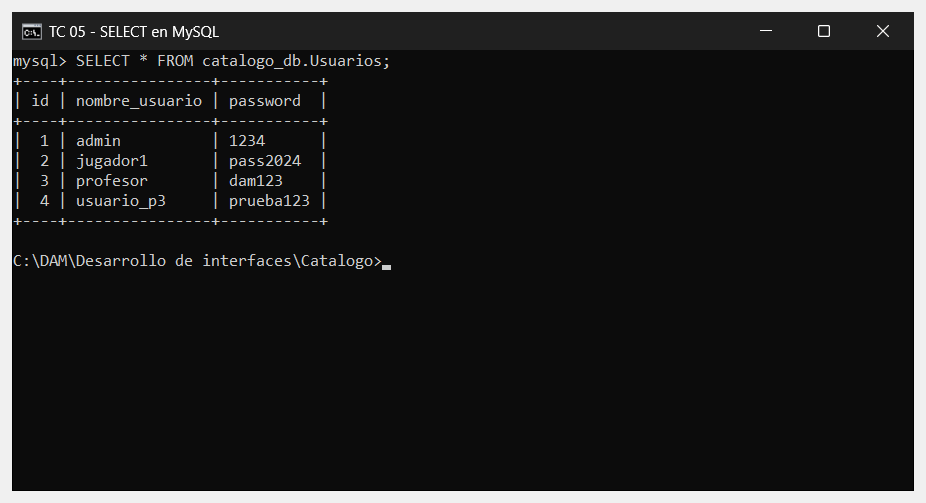 TC 05 - SELECT en MySQL
mysql> SELECT * FROM catalogo_db.Usuarios;
+----+----------------+-----------+
| id | nombre_usuario | password  |
+----+----------------+-----------+
|  1 | admin          | 1234      |
|  2 | jugador1       | pass2024  |
|  3 | profesor       | dam123    |
|  4 | usuario_p3     | prueba123 |
+----+----------------+-----------+
C:\DAM\Desarrollo de interfaces\Catalogo>